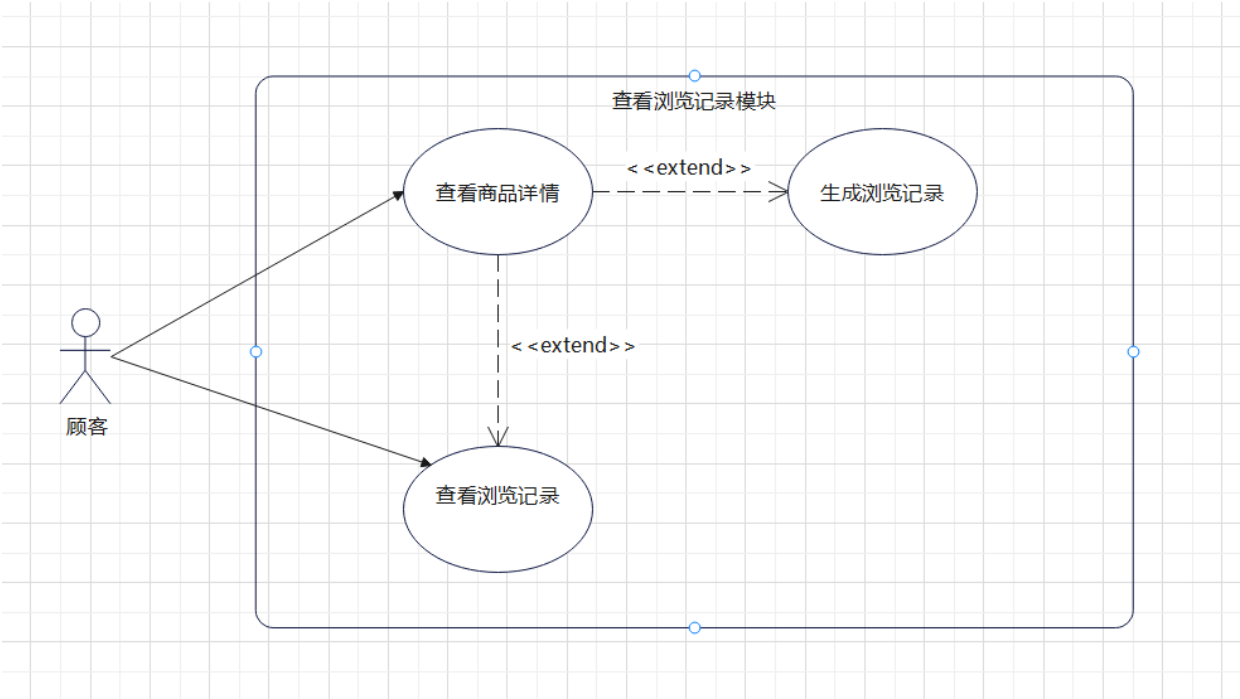 查看浏览记录模块
查看商品详情
<<extend>>
生成浏览记录
<<extend>>
顾客
查看浏览记录